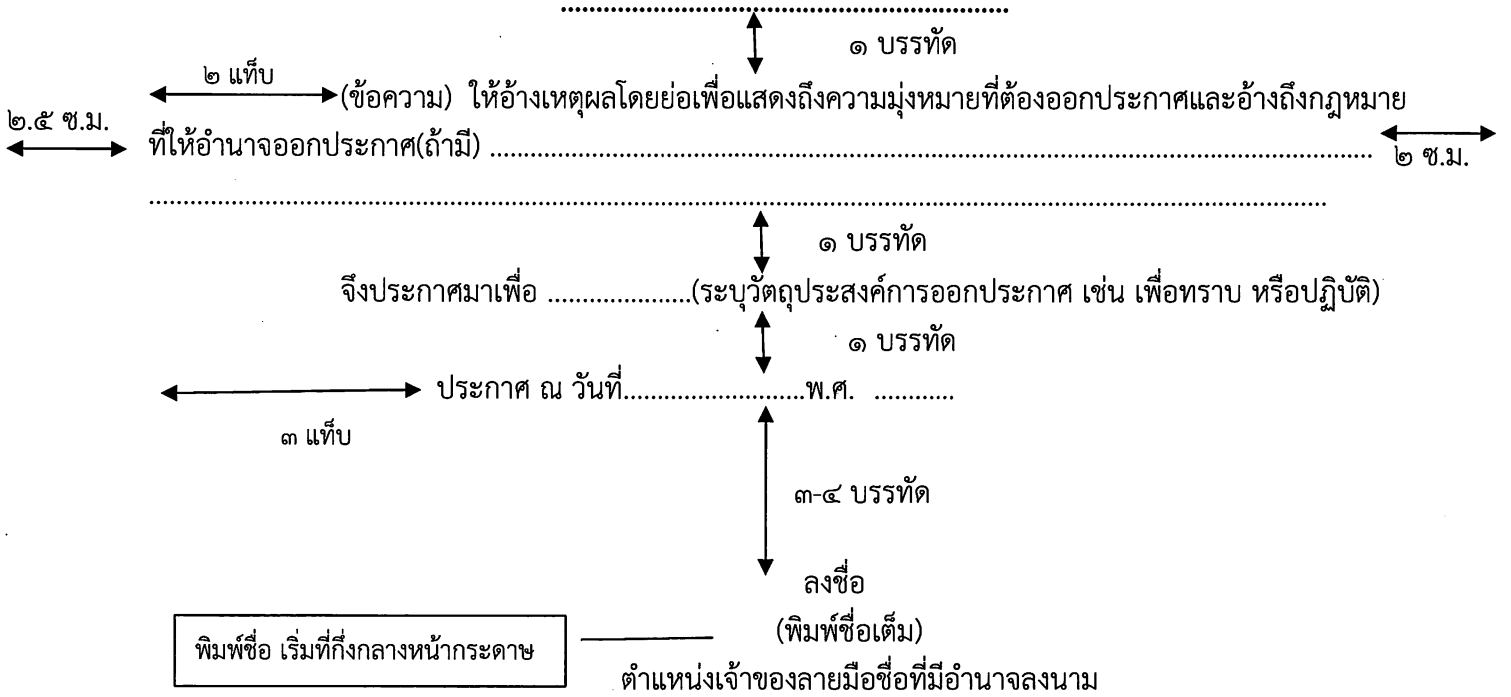 ............................................................
๑ บรรทัด
๒ แท็บ
(ข้อความ) ให้อ้างเหตุผลโดยย่อเพื่อแสดงถึงความมุ่งหมายที่ต้องออกประกาศและอ้างถึงกฎหมาย
๒.๕ ซ.ม.
ที่ให้อำนาจออกประกาศ(ถ้ามี) ............................................................
๒ ซ.ม.
............................................................
๑ บรรทัด
จึงประกาศมาเพื่อ .....................(ระบุวัตถุประสงค์การออกประกาศ เช่น เพื่อทราบ หรือปฏิบัติ)
๑ บรรทัด
ประกาศ ณ วันที่..........................พ.ศ. ............
๓ แท็บ
๓-๔ บรรทัด
ลงชื่อ
(พิมพ์ชื่อเต็ม)
พิมพ์ชื่อ เริ่มที่กึ่งกลางหน้ากระดาษ
ตำแหน่งเจ้าของลายมือชื่อที่มีอำนาจลงนาม